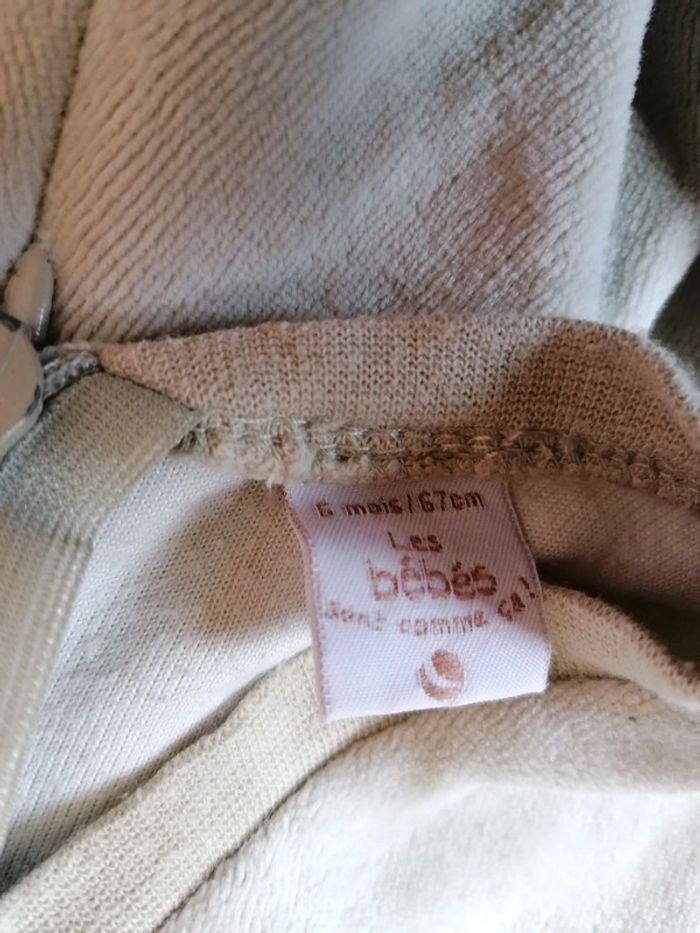 6 mois/67cm
Les
bébés
sont comme ça!